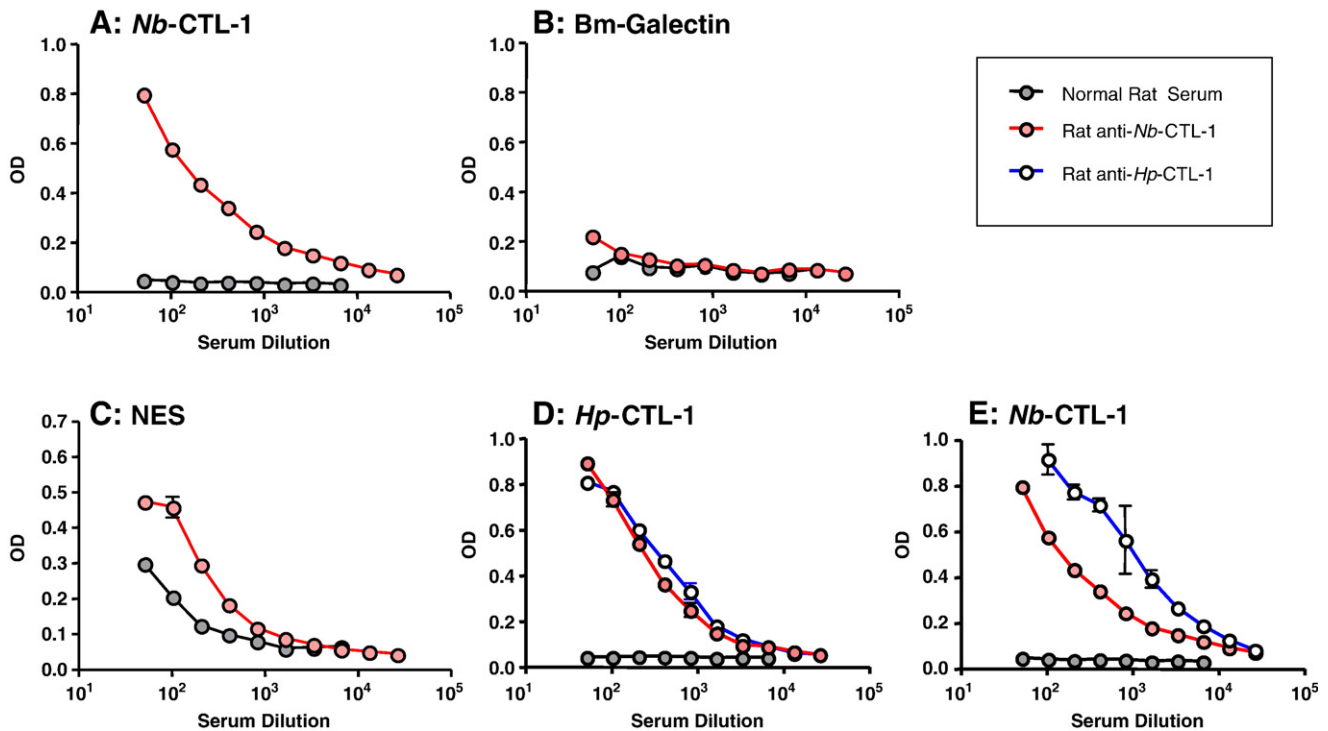 A: Nb-CTL-1
1.0
0.8
0.6
0.4
0.2
0.0
OD
10¹ 10² 10³ 10⁴ 10⁵
Serum Dilution
B: Bm-Galectin
1.0
0.8
0.6
0.4
0.2
0.0
OD
10¹ 10² 10³ 10⁴ 10⁵
Serum Dilution
Normal Rat Serum
Rat anti-Nb-CTL-1
Rat anti-Hp-CTL-1
C: NES
0.7
0.6
0.5
0.4
0.3
0.2
0.1
0.0
OD
10¹ 10² 10³ 10⁴ 10⁵
Serum Dilution
D: Hp-CTL-1
1.0
0.8
0.6
0.4
0.2
0.0
OD
10¹ 10² 10³ 10⁴ 10⁵
Serum Dilution
E: Nb-CTL-1
1.0
0.8
0.6
0.4
0.2
0.0
OD
10¹ 10² 10³ 10⁴ 10⁵
Serum Dilution